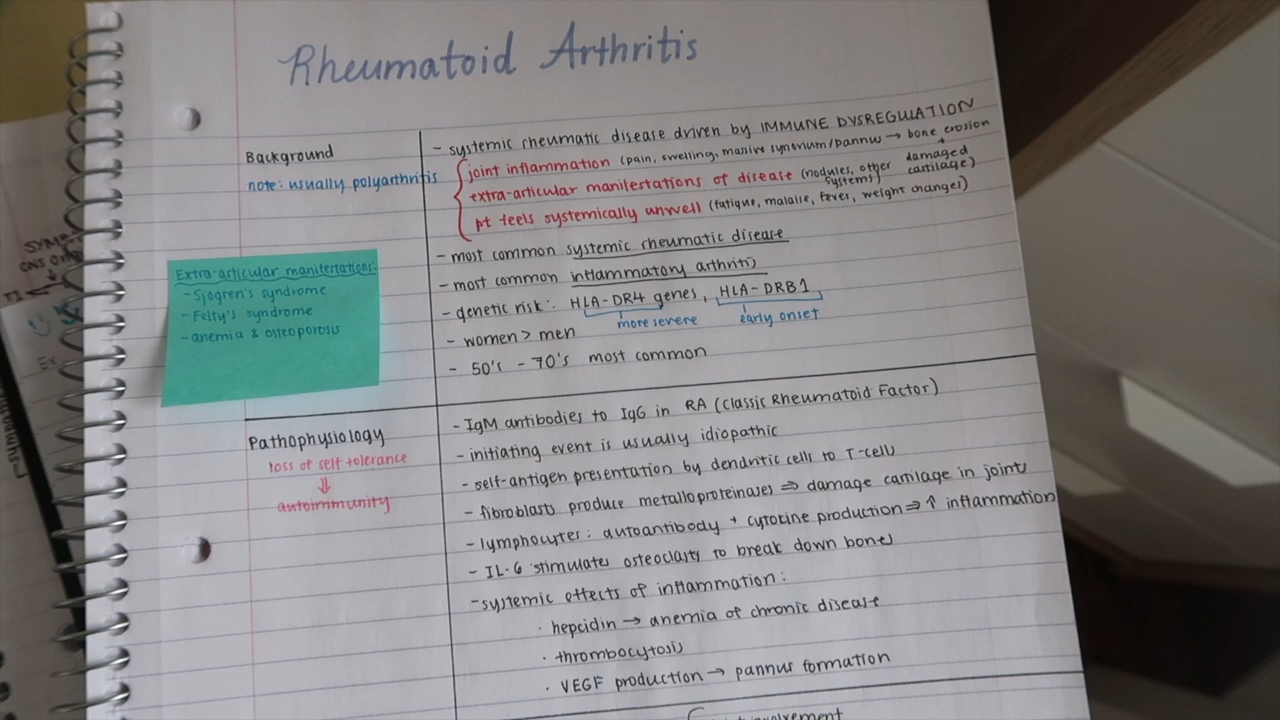 Rheumatoid Arthritis
Background
note: usually polyarthritis
- systemic rheumatic disease driven by IMMUNE DYSREGULATION
joint inflammation (pain, swelling, massive synovium/pannus → bone erosion
+ damaged cartilage)
extra-articular manifestations of disease (nodules, other systems)
pt feels systemically unwell (fatigue, malaise, fever, weight changes)
- most common systemic rheumatic disease
- most common inflammatory arthritis
- genetic risk: HLA-DR4 genes, HLA-DRB1
more severe
early onset
- women > men
- 50's - 70's most common
Extra-articular manifestations:
- Sjogren's syndrome
- Felty's syndrome
- anemia & osteoporosis
Pathophysiology
loss of self tolerance
⇓
autoimmunity
- IgM antibodies to IgG in RA (Classic Rheumatoid Factor)
- initiating event is usually idiopathic
- self-antigen presentation by dendritic cells to T-cells
- fibroblasts produce metalloproteinases ⇒ damage cartilage in joints
- lymphocytes: autoantibody + cytokine production ⇒ ↑ inflammation
- IL-6 stimulates osteoclasts to break down bones
- systemic effects of inflammation:
· hepcidin → anemia of chronic disease
· thrombocytosis
· VEGF production → pannus formation
involvement